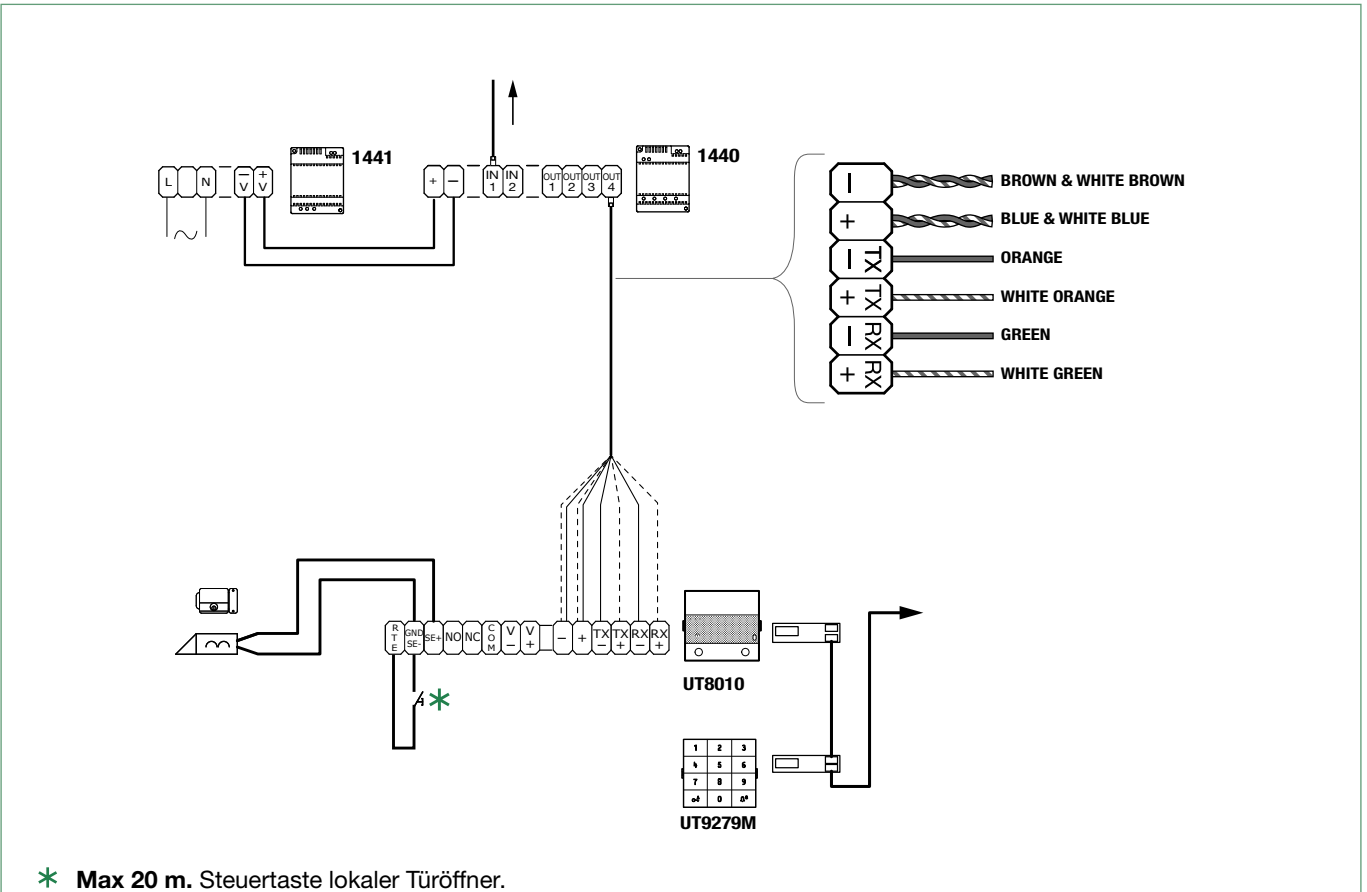 1441
1440
L N
− V + V
+ −
IN 1 IN 2
OUT 1 OUT 2 OUT 3 OUT 4
− BROWN & WHITE BROWN
+ BLUE & WHITE BLUE
− TX ORANGE
+ TX WHITE ORANGE
− RX GREEN
+ RX WHITE GREEN
RTE GND SE- SE+ NO NC COM V − V + − + TX − TX + RX − RX +
UT8010
1 2 3
4 5 6
7 8 9
0
UT9279M
* Max 20 m. Steuertaste lokaler Türöffner.